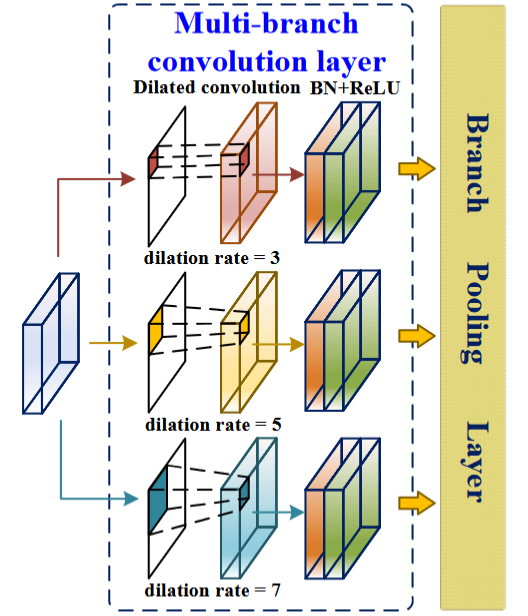 Multi-branch
convolution layer
Dilated convolution BN+ReLU
dilation rate = 3
dilation rate = 5
dilation rate = 7
Branch Pooling Layer